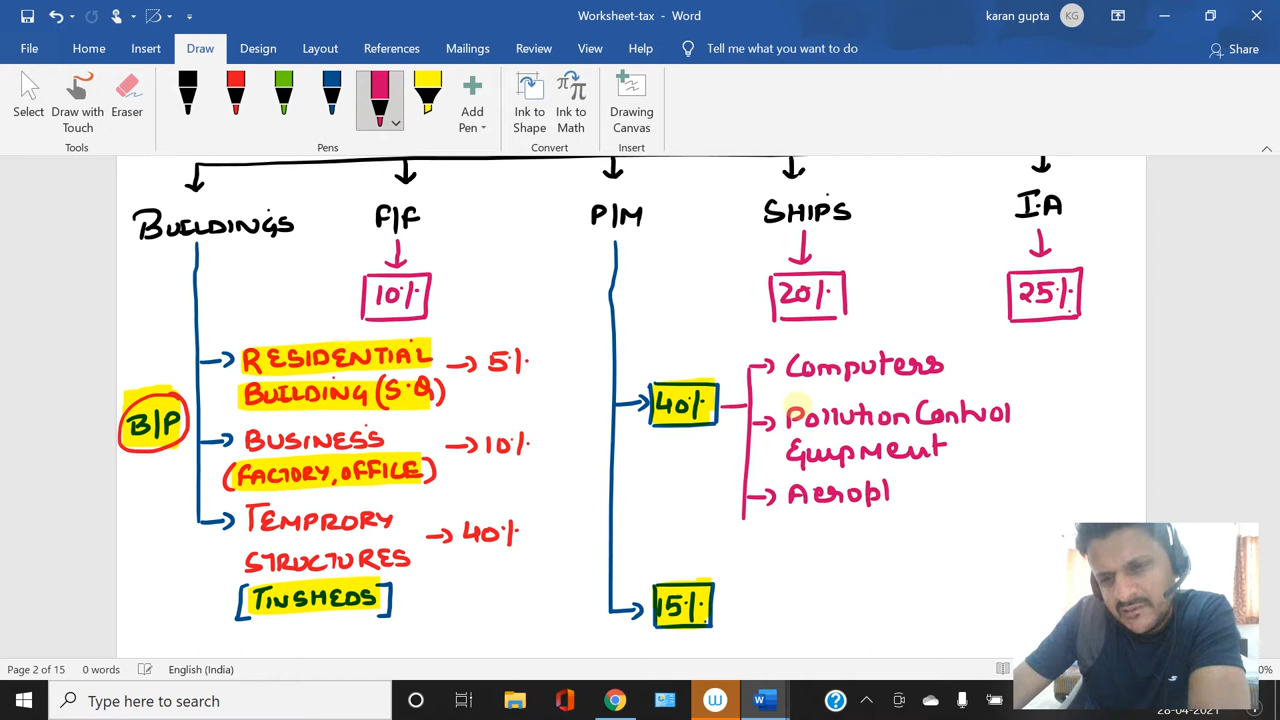 Worksheet-tax - Word
karan gupta
KG
File
Home
Insert
Draw
Design
Layout
References
Mailings
Review
View
Help
Tell me what you want to do
Share
Select
Draw with
Touch
Eraser
Add
Pen
Ink to
Shape
Ink to
Math
Drawing
Canvas
Tools
Pens
Convert
Insert
BUILDINGS
F/F
P/M
SHIPS
I.A
10%
20%
25%
RESIDENTIAL
BUILDING (S.Q)
→ 5%
B/P
BUSINESS
(FACTORY, OFFICE)
→ 10%
TEMPRORY
STRUCTURES
→ 40%
[TINSHEDS]
40%
Computers
Pollution Control
Equipment
Aeropl
15%
Page 2 of 15
0 words
English (India)
Type here to search
W
28-04-2021